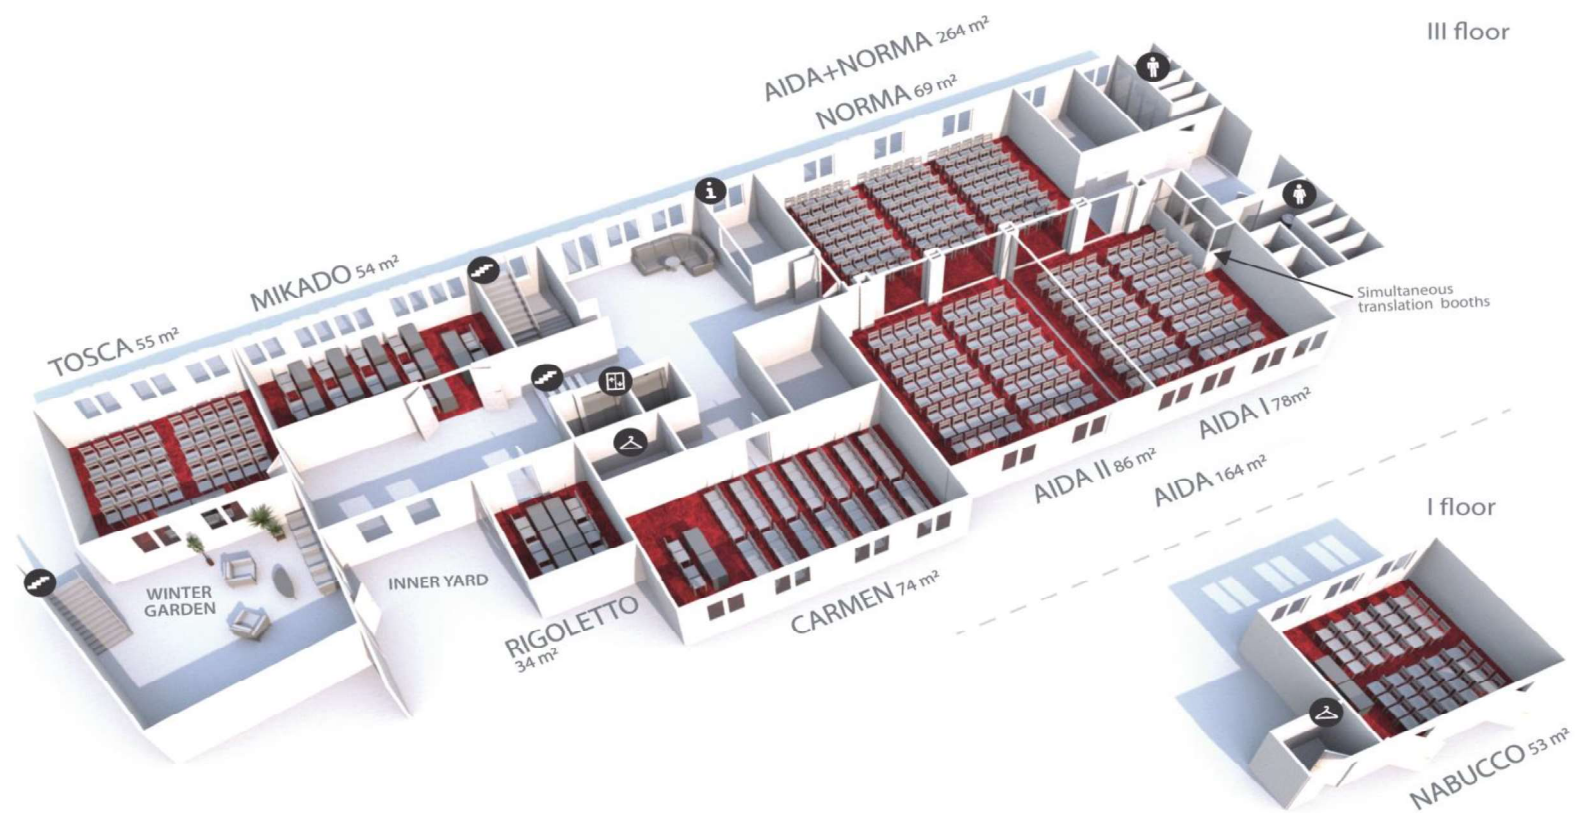 III floor
AIDA+NORMA 264 m²
NORMA 69 m²
MIKADO 54 m²
TOSCA 55 m²
Simultaneous
translation booths
AIDA I 78m²
AIDA II 86 m²
AIDA 164 m²
WINTER
GARDEN
INNER YARD
RIGOLETTO
34 m²
CARMEN 74 m²
I floor
NABUCCO 53 m²